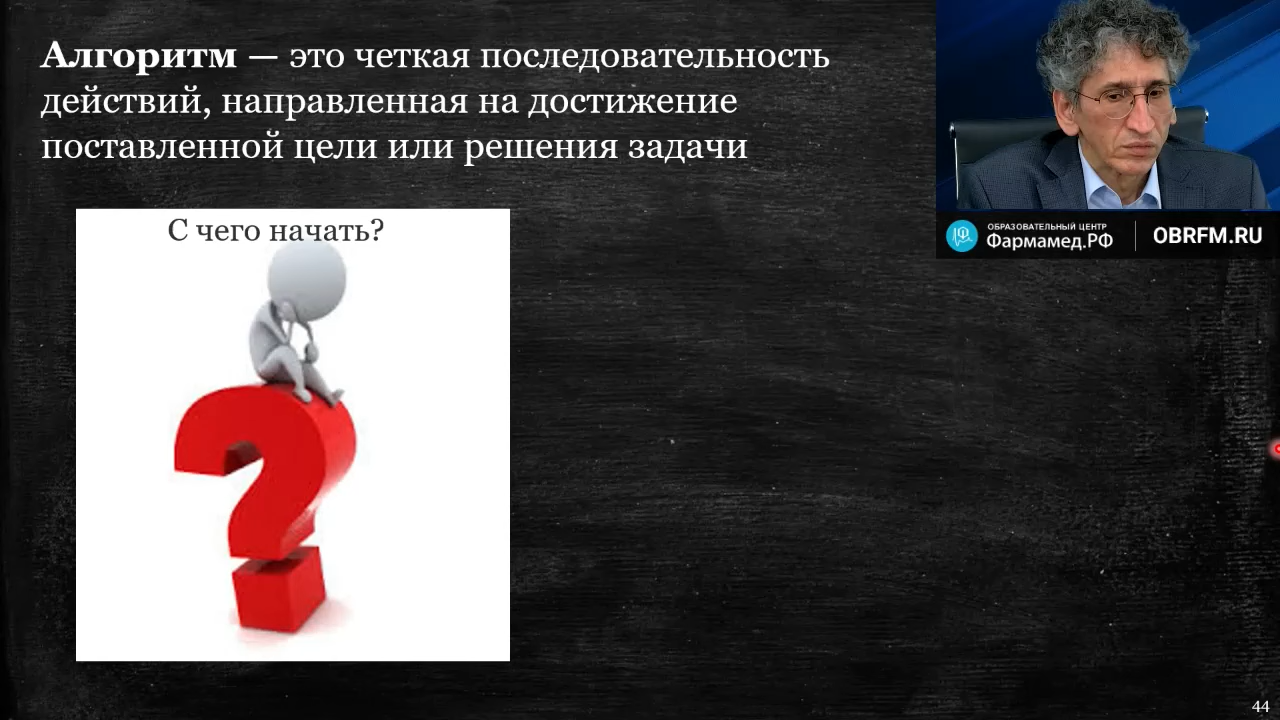 Алгоритм — это четкая последовательность
действий, направленная на достижение
поставленной цели или решения задачи
С чего начать?
ОБРАЗОВАТЕЛЬНЫЙ ЦЕНТР
Фармамед.РФ
OBRFM.RU
44